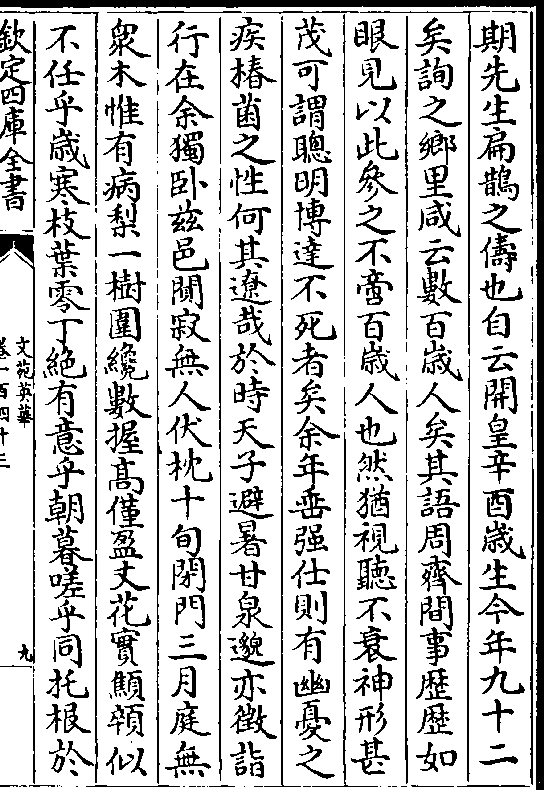 期先生扁鵲之儔也自云開皇辛酉歲生今年九十二
矣詢之鄉里咸云數百歲人矣其語周齊間事歷歷如
眼見以此參之不啻百歲人也然猶視聽不衰神形甚
茂可謂聰明博達不死者矣余年垂强仕則有幽憂之
疾椿菌之性何其遼哉於時天子避暑甘泉邈亦徵詣
行在余獨卧兹邑闃寂無人伏枕十旬閉門三月庭無
衆木惟有病梨一樹圍纔數握髙僅盈丈花實顦顇似
不任乎歲寒枝葉零丁絶有意乎朝暮嗟乎同托根於
欽定四庫全書
文苑英華
卷一百四十三
九